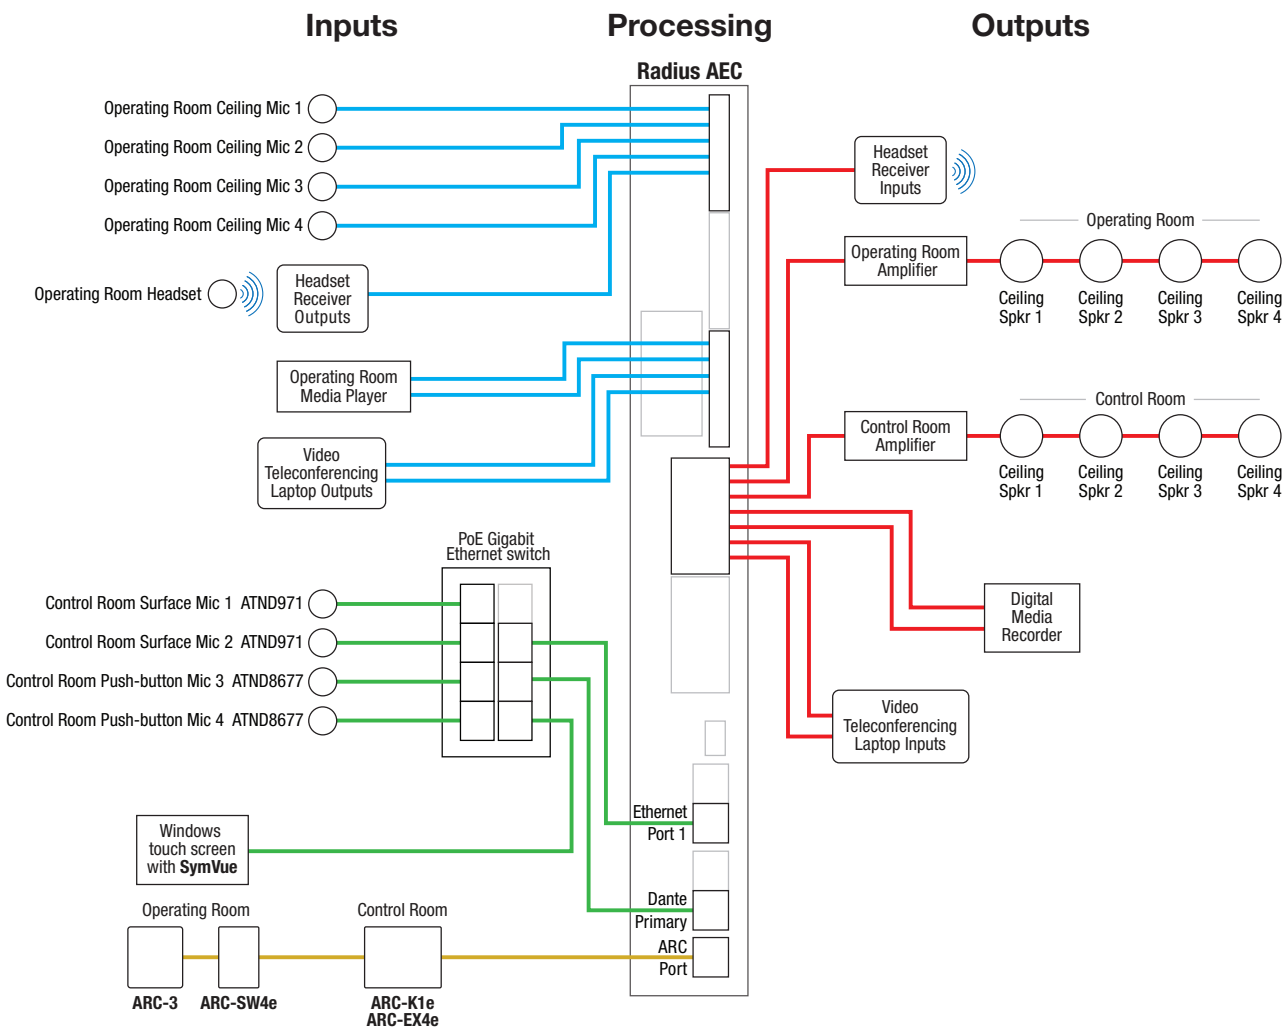 Inputs
Processing
Outputs
Radius AEC
Operating Room Ceiling Mic 1
Operating Room Ceiling Mic 2
Operating Room Ceiling Mic 3
Operating Room Ceiling Mic 4
Operating Room Headset
Headset
Receiver
Outputs
Operating Room
Media Player
Video
Teleconferencing
Laptop Outputs
PoE Gigabit
Ethernet switch
Control Room Surface Mic 1 ATND971
Control Room Surface Mic 2 ATND971
Control Room Push-button Mic 3 ATND8677
Control Room Push-button Mic 4 ATND8677
Windows
touch screen
with SymVue
Operating Room
Control Room
ARC-3
ARC-SW4e
ARC-K1e
ARC-EX4e
Ethernet
Port 1
Dante
Primary
ARC
Port
Headset
Receiver
Inputs
Operating Room
Operating Room
Amplifier
Ceiling
Spkr 1
Ceiling
Spkr 2
Ceiling
Spkr 3
Ceiling
Spkr 4
Control Room
Control Room
Amplifier
Ceiling
Spkr 1
Ceiling
Spkr 2
Ceiling
Spkr 3
Ceiling
Spkr 4
Digital
Media
Recorder
Video
Teleconferencing
Laptop Inputs